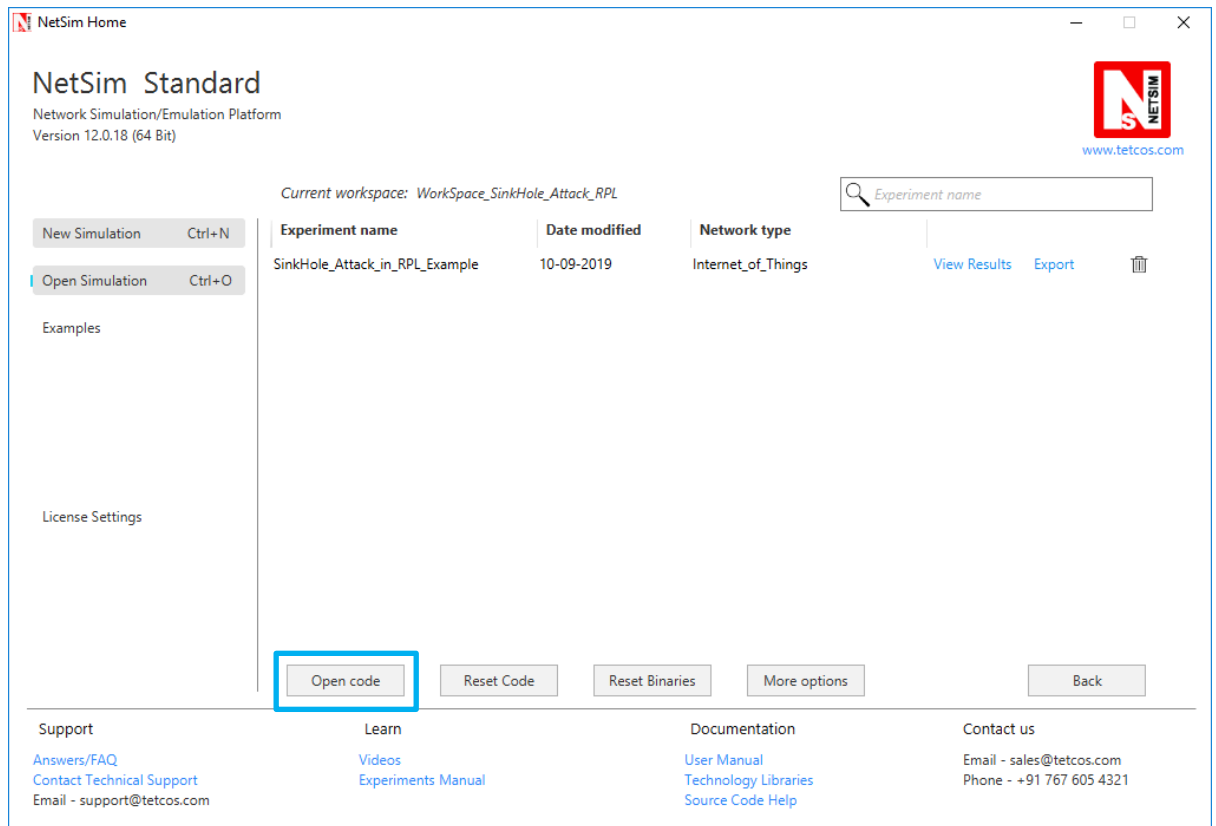 NetSim Home
NetSim Standard
Network Simulation/Emulation Platform
Version 12.0.18 (64 Bit)
NS NETSIM
www.tetcos.com
Current workspace: WorkSpace_SinkHole_Attack_RPL
Experiment name
New Simulation Ctrl+N
Open Simulation Ctrl+O
Examples
License Settings
Experiment name Date modified Network type
SinkHole_Attack_in_RPL_Example 10-09-2019 Internet_of_Things View Results Export
Open code Reset Code Reset Binaries More options Back
Support
Answers/FAQ
Contact Technical Support
Email - support@tetcos.com
Learn
Videos
Experiments Manual
Documentation
User Manual
Technology Libraries
Source Code Help
Contact us
Email - sales@tetcos.com
Phone - +91 767 605 4321